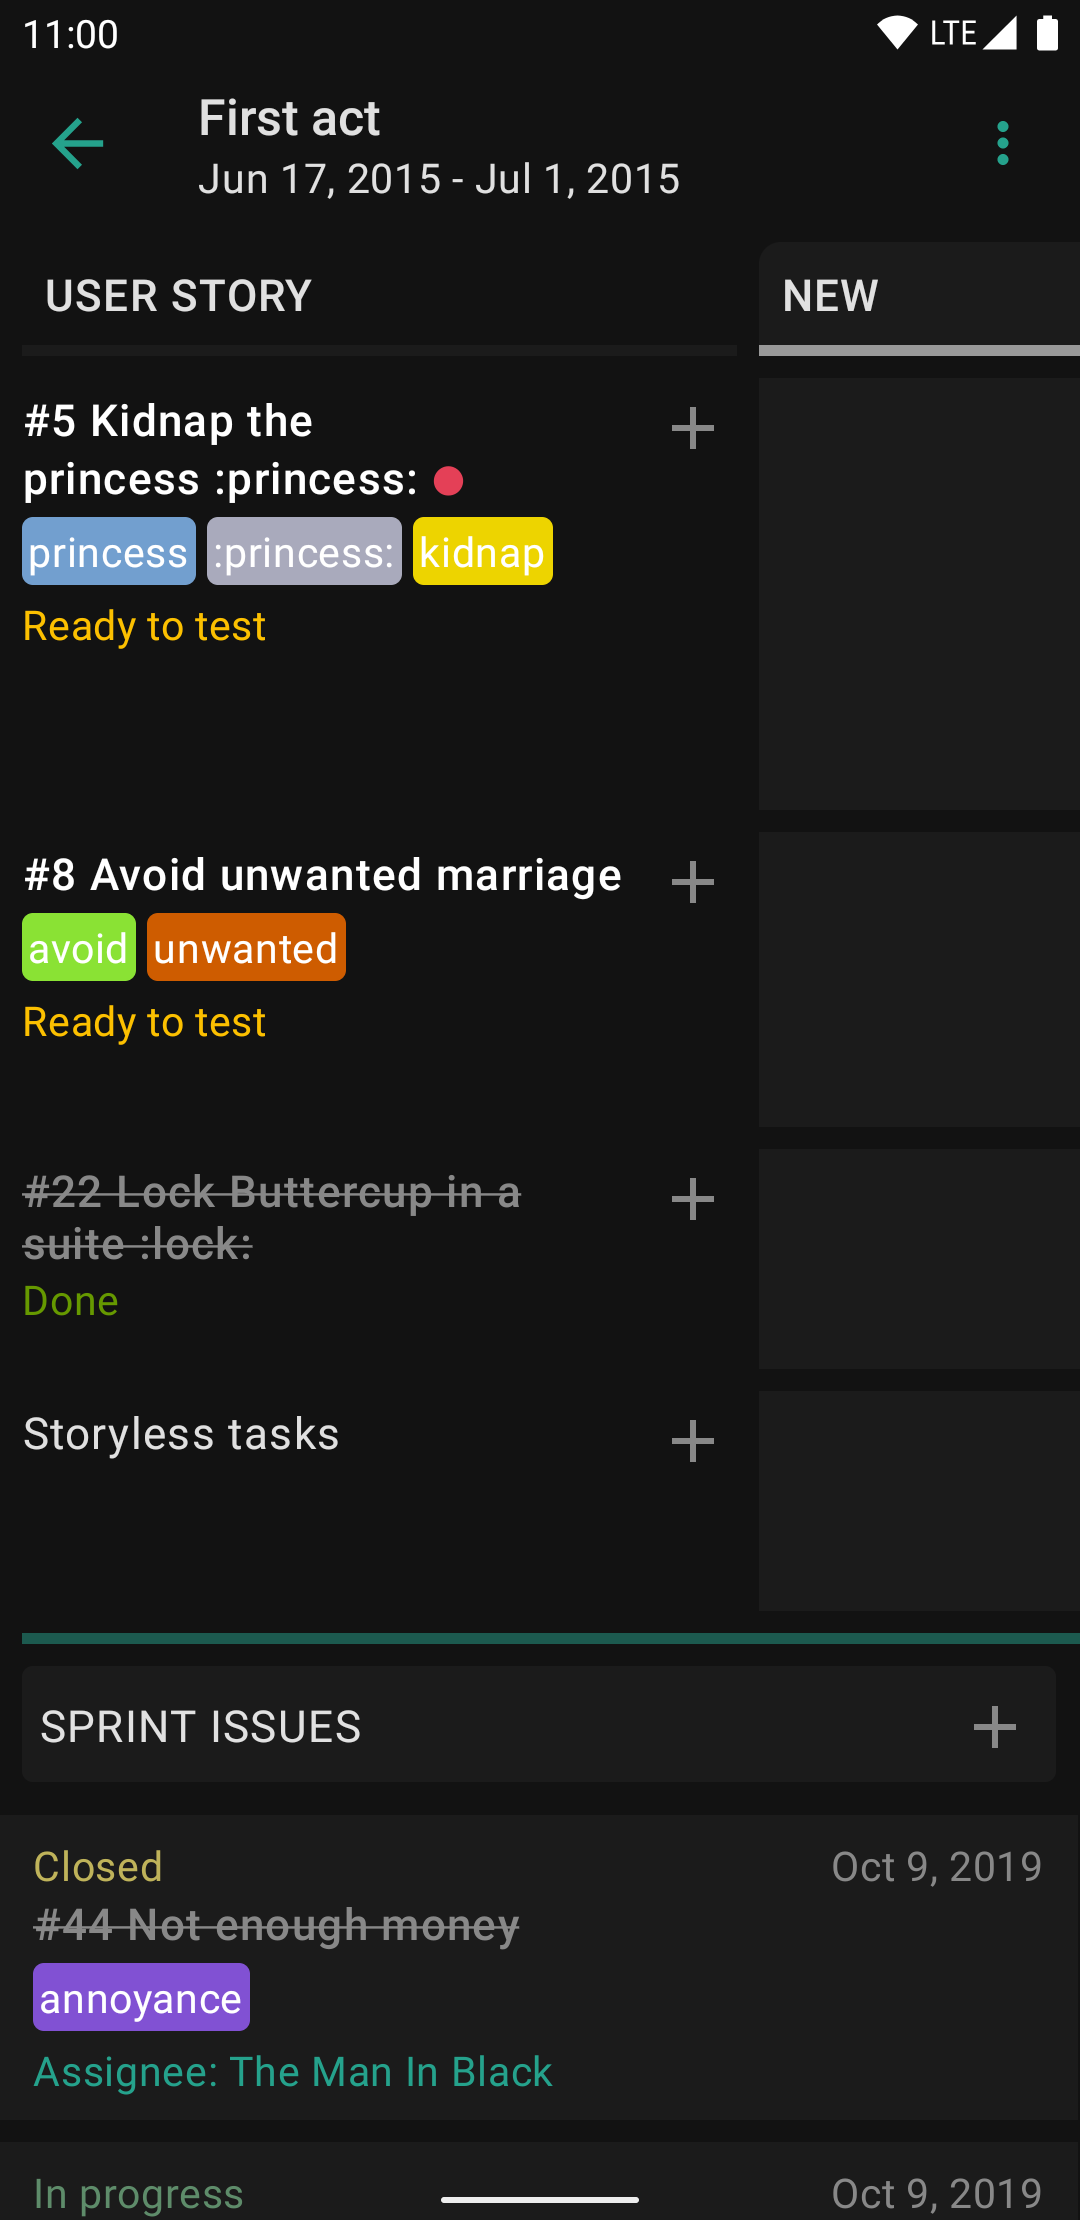 11:00
LTE
First act
Jun 17, 2015 - Jul 1, 2015
USER STORY
NEW
#5 Kidnap the
princess :princess:
princess :princess: kidnap
Ready to test
#8 Avoid unwanted marriage
avoid unwanted
Ready to test
#22 Lock Buttercup in a
suite :lock:
Done
Storyless tasks
SPRINT ISSUES
Closed
Oct 9, 2019
#44 Not enough money
annoyance
Assignee: The Man In Black
In progress
Oct 9, 2019